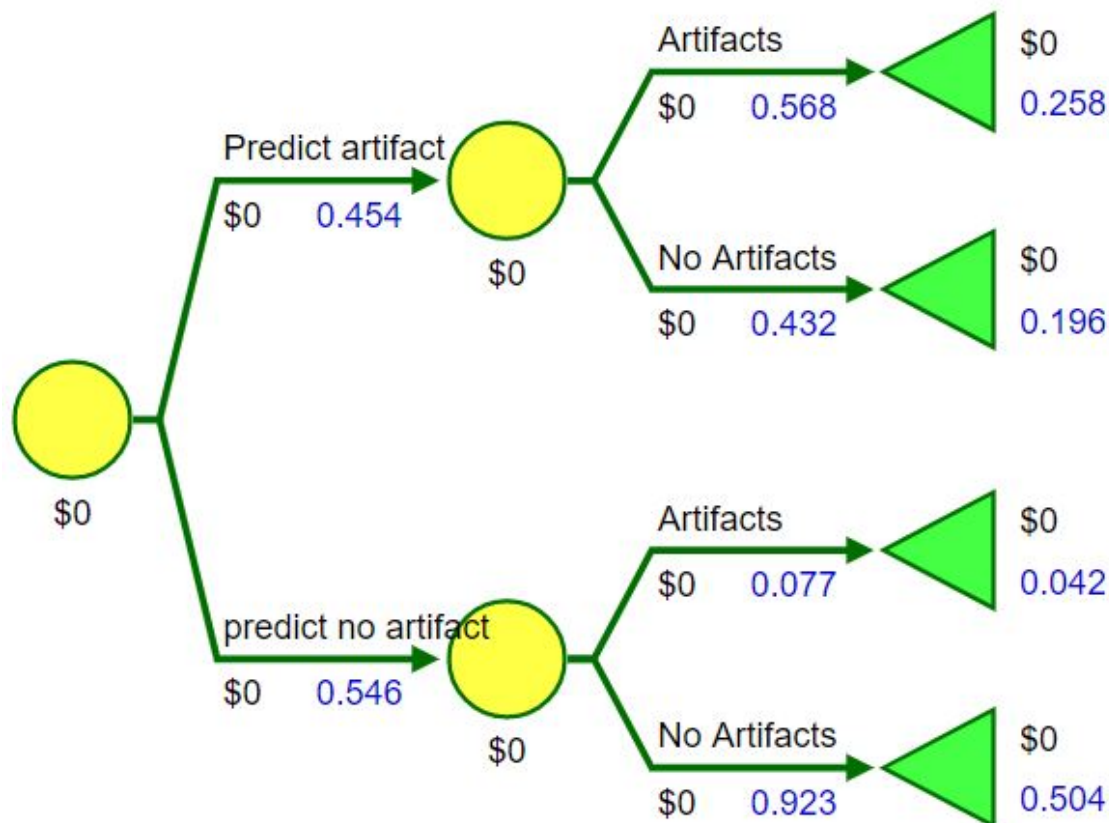 Artifacts
$0 0.568
$0
0.258
Predict artifact
$0 0.454
$0
No Artifacts
$0 0.432
$0
0.196
$0
Artifacts
$0 0.077
$0
0.042
predict no artifact
$0 0.546
$0
No Artifacts
$0 0.923
$0
0.504